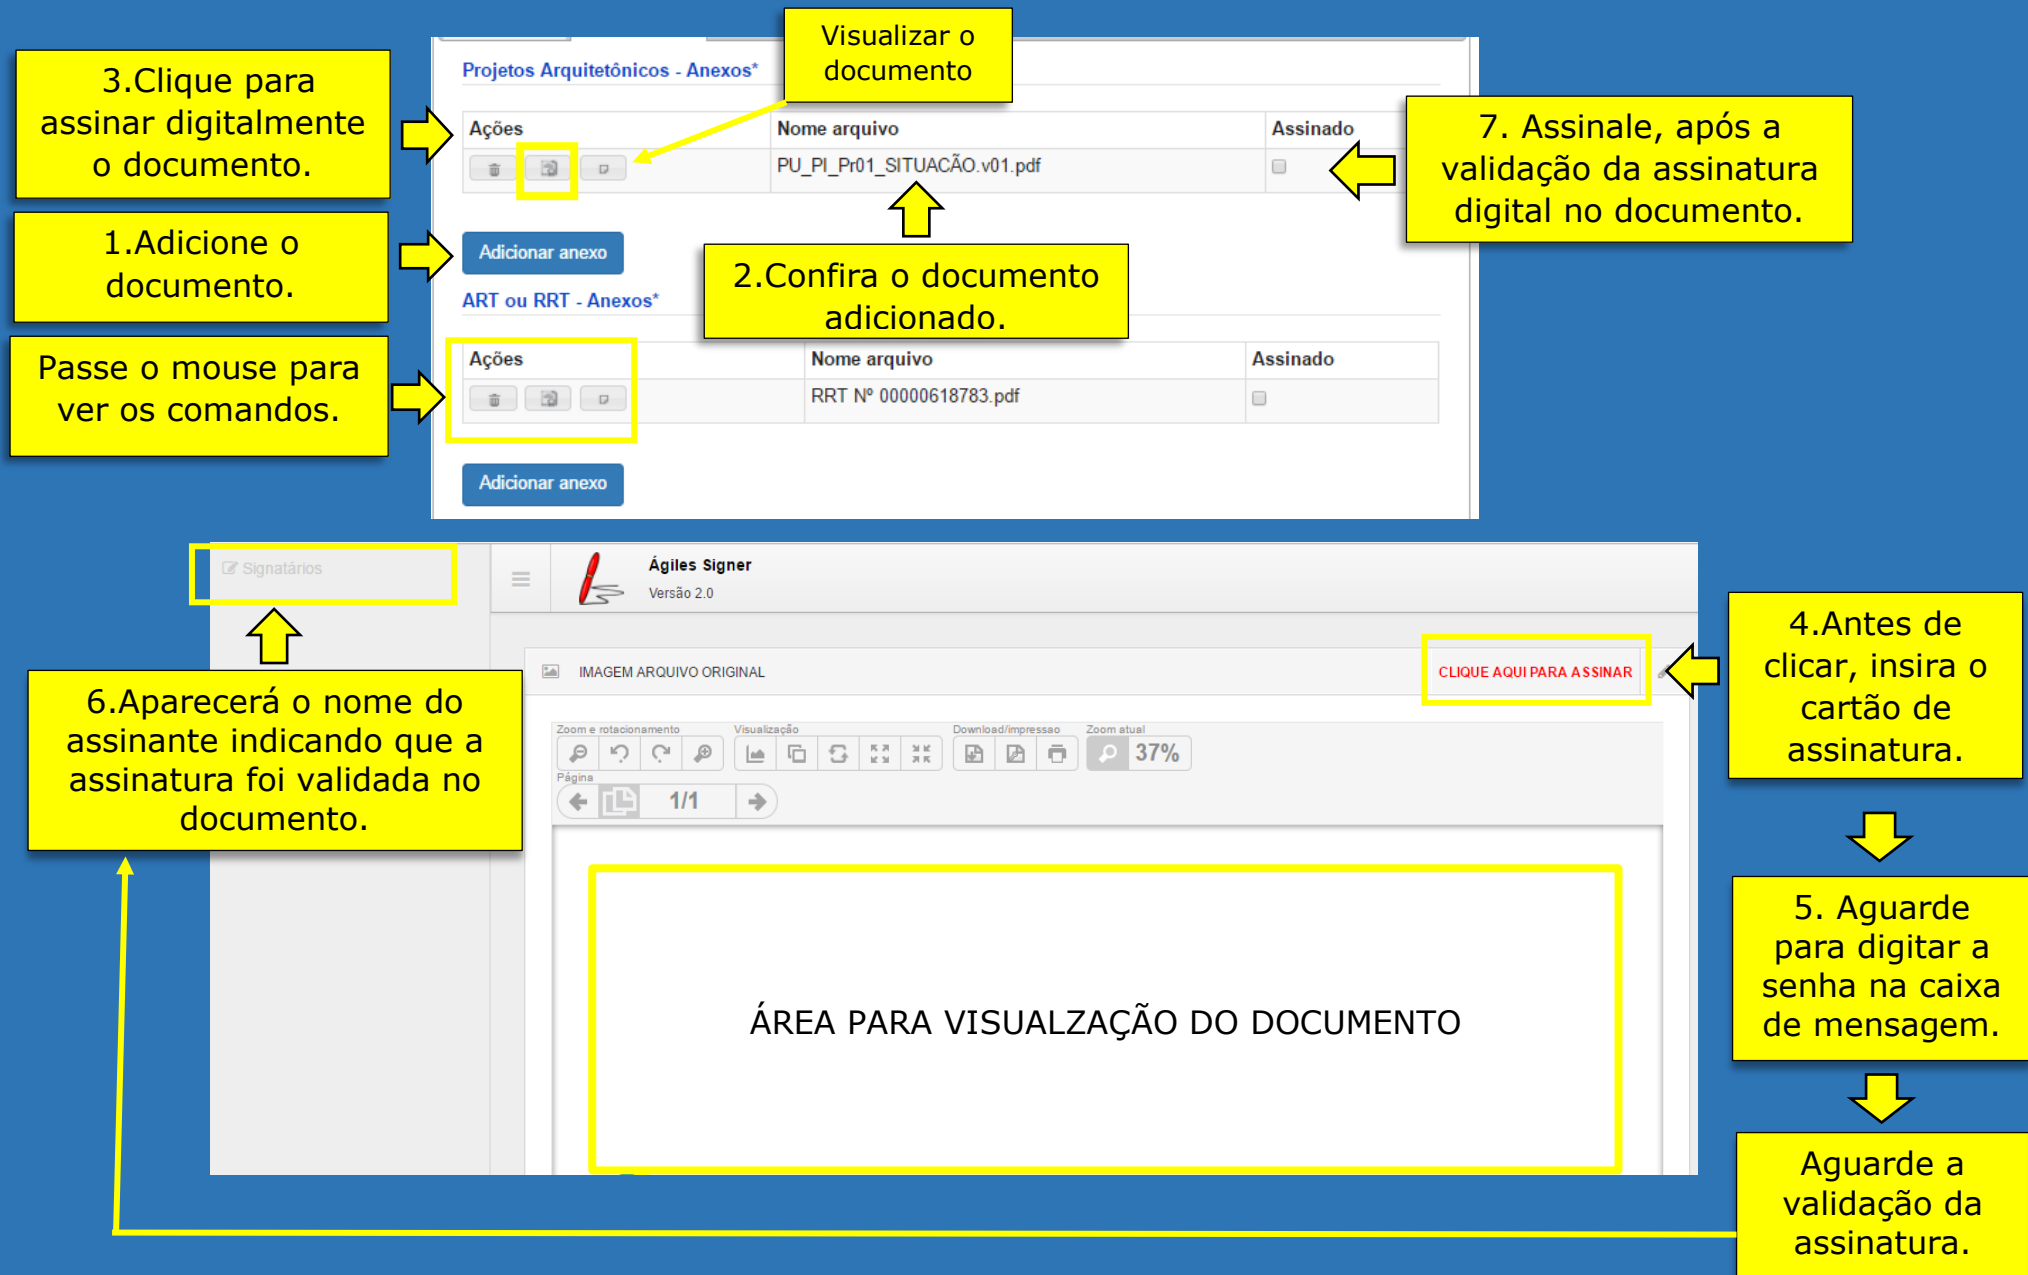 Visualizar o
documento
3.Clique para
assinar digitalmente
o documento.
Projetos Arquitetônicos - Anexos*
Ações
Nome arquivo
Assinado
PU_PI_Pr01_SITUACÃO.v01.pdf
7. Assinale, após a
validação da assinatura
digital no documento.
1.Adicione o
documento.
Adicionar anexo
2.Confira o documento
adicionado.
ART ou RRT - Anexos*
Passe o mouse para
ver os comandos.
Ações
Nome arquivo
Assinado
RRT Nº 00000618783.pdf
Adicionar anexo
Signatários
Ágiles Signer
Versão 2.0
4.Antes de
clicar, insira o
cartão de
assinatura.
IMAGEM ARQUIVO ORIGINAL
CLIQUE AQUI PARA ASSINAR
6.Aparecerá o nome do
assinante indicando que a
assinatura foi validada no
documento.
Zoom e rotacionamento
Visualização
Download/impressao
Zoom atual
37%
Página
1/1
5. Aguarde
para digitar a
senha na caixa
de mensagem.
ÁREA PARA VISUALZAÇÃO DO DOCUMENTO
Aguarde a
validação da
assinatura.